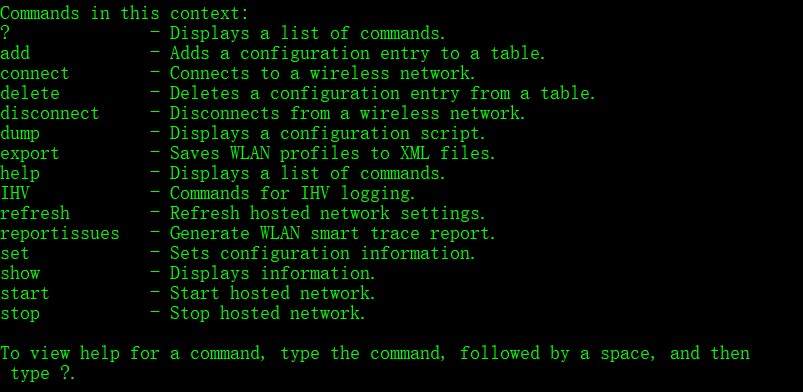 Commands in this context:
?              - Displays a list of commands.
add            - Adds a configuration entry to a table.
connect        - Connects to a wireless network.
delete         - Deletes a configuration entry from a table.
disconnect     - Disconnects from a wireless network.
dump           - Displays a configuration script.
export         - Saves WLAN profiles to XML files.
help           - Displays a list of commands.
IHV            - Commands for IHV logging.
refresh        - Refresh hosted network settings.
reportissues   - Generate WLAN smart trace report.
set            - Sets configuration information.
show           - Displays information.
start          - Start hosted network.
stop           - Stop hosted network.
To view help for a command, type the command, followed by a space, and then
 type ?.